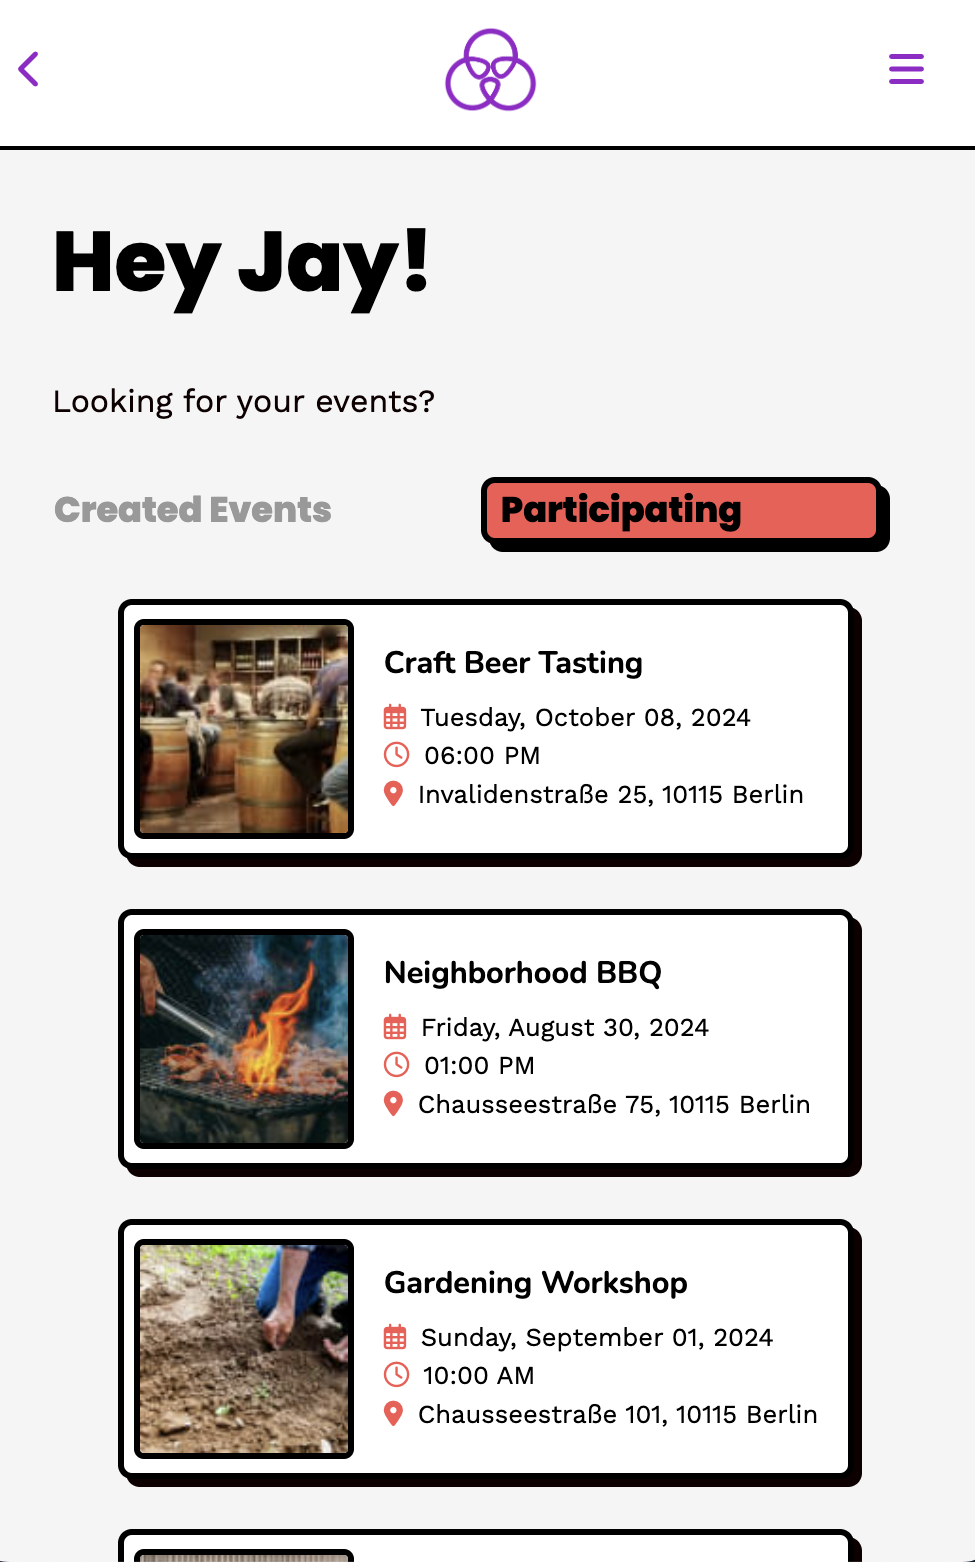 Hey Jay!
Looking for your events?
Created Events
Participating
Craft Beer Tasting
Tuesday, October 08, 2024
06:00 PM
Invalidenstraße 25, 10115 Berlin
Neighborhood BBQ
Friday, August 30, 2024
01:00 PM
Chausseestraße 75, 10115 Berlin
Gardening Workshop
Sunday, September 01, 2024
10:00 AM
Chausseestraße 101, 10115 Berlin